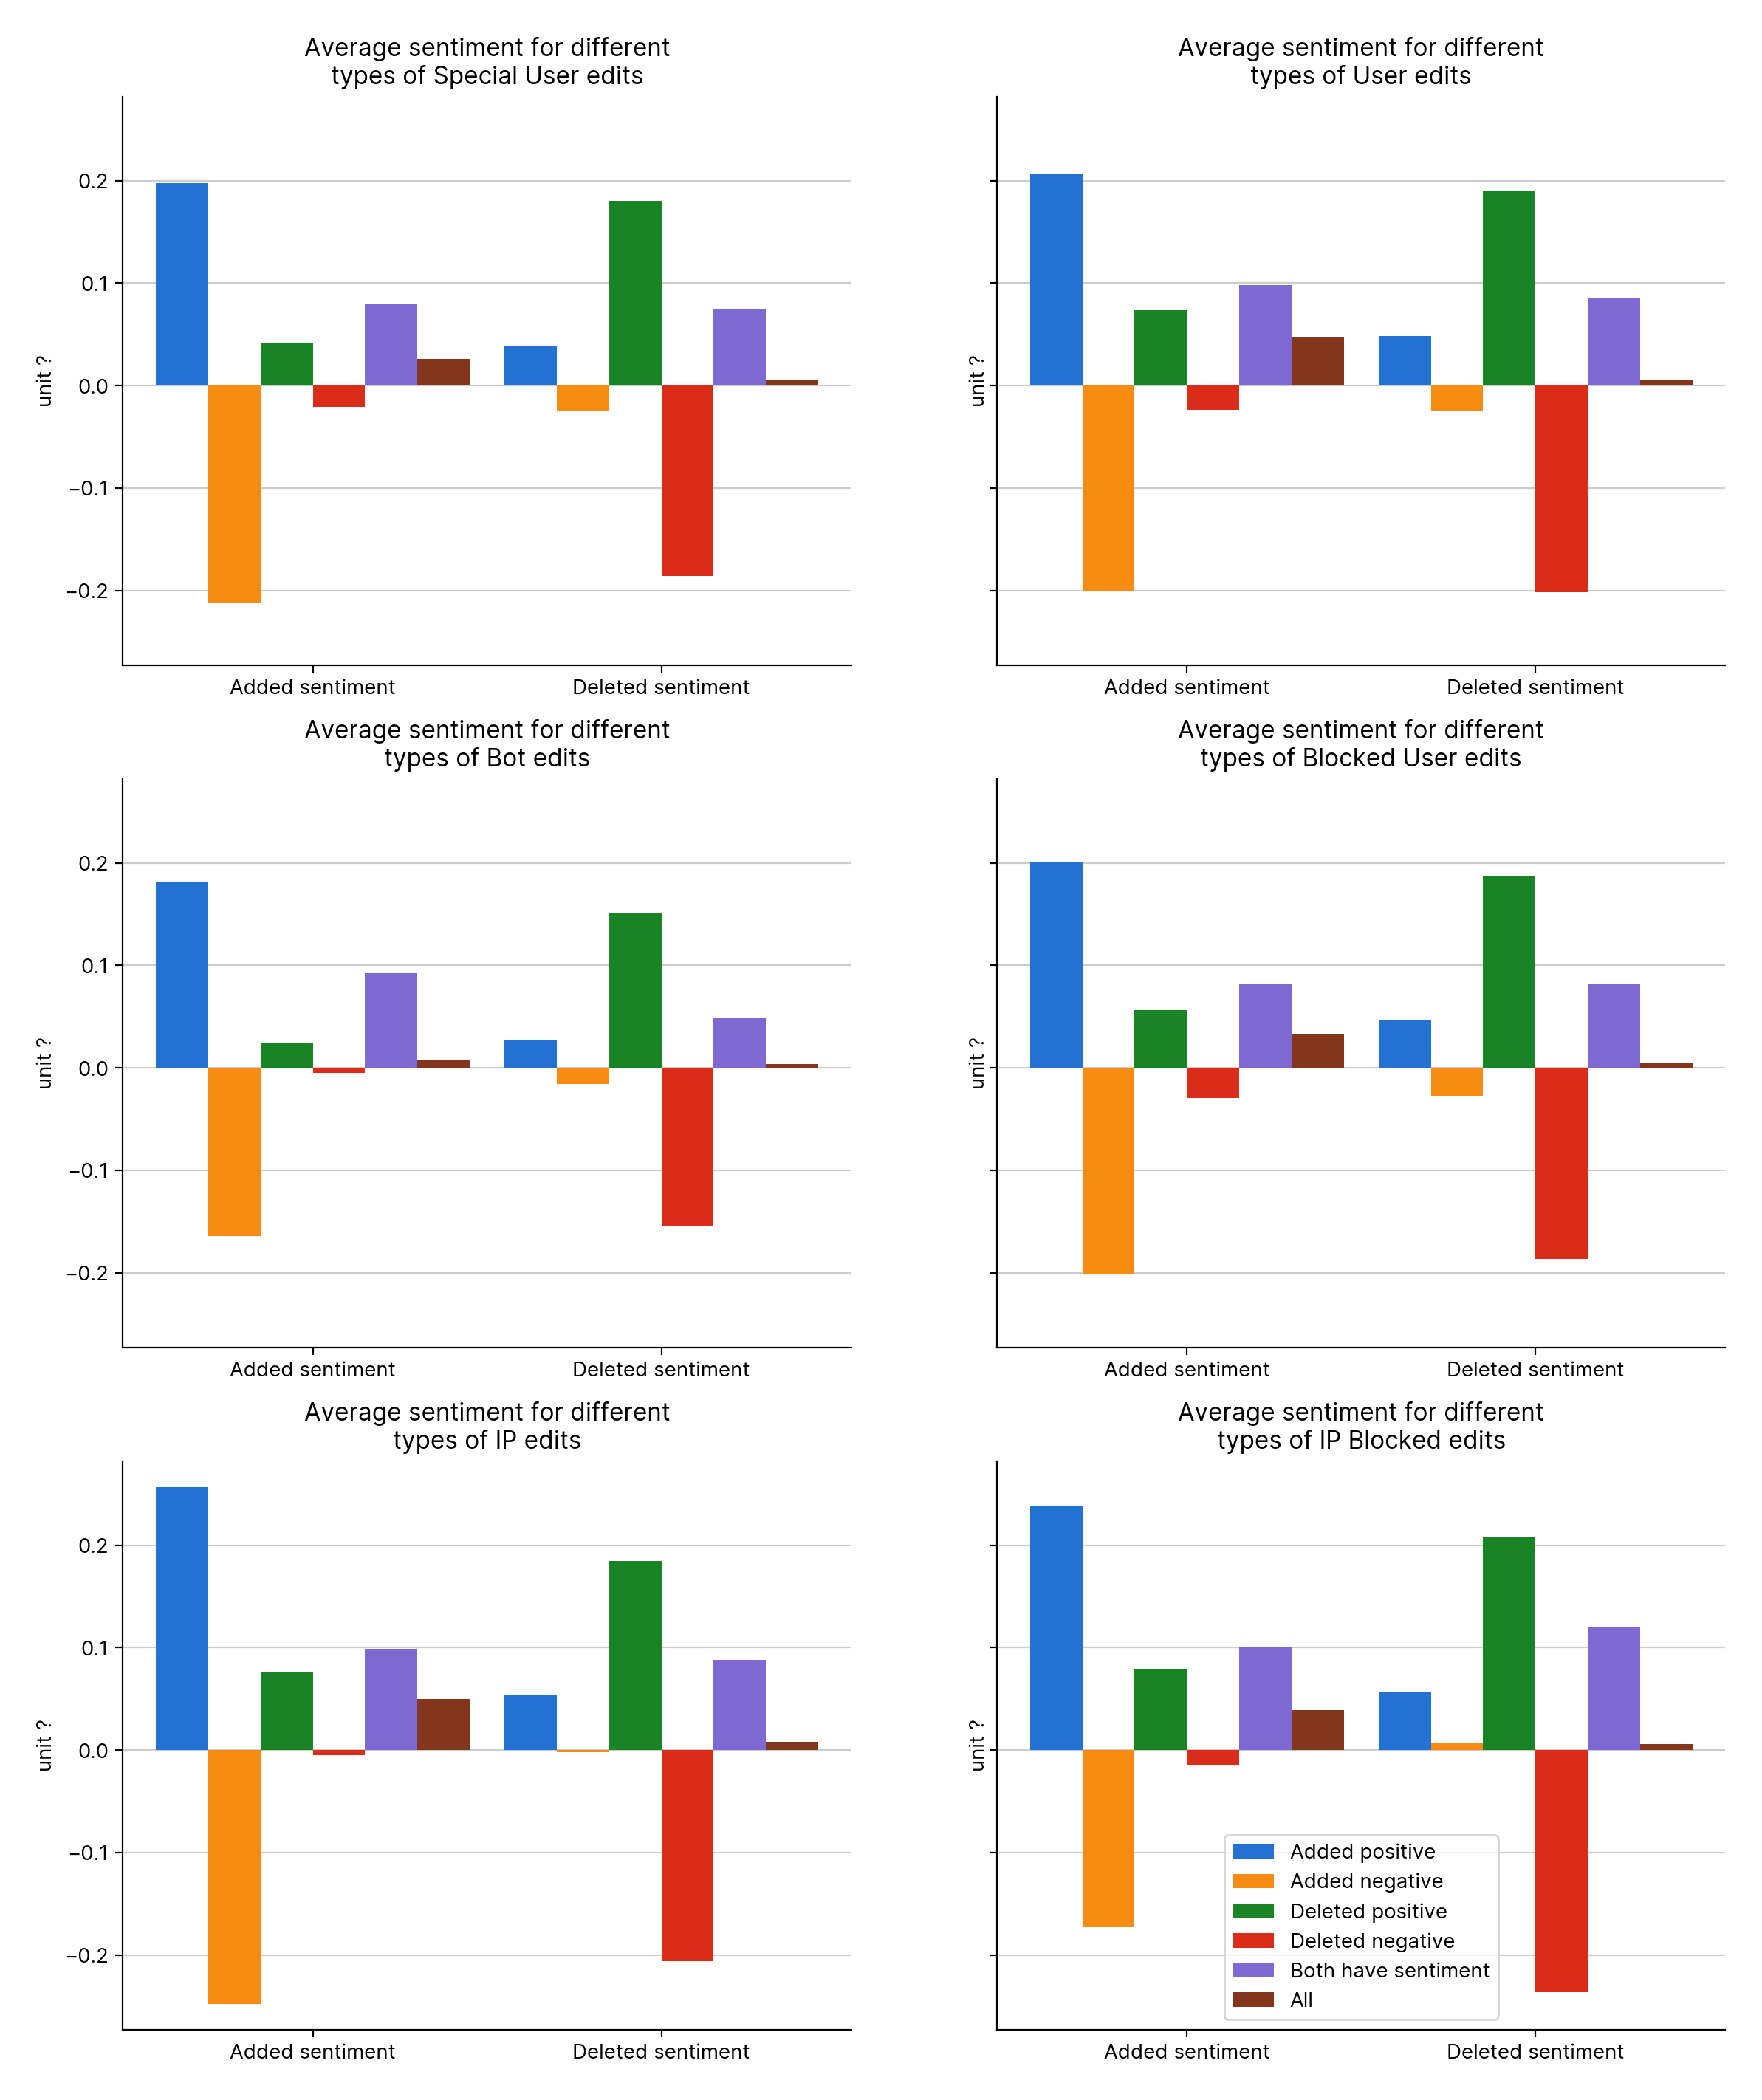 Average sentiment for different
types of Special User edits
unit ?
0.2
0.1
0.0
−0.1
−0.2
Added sentiment
Deleted sentiment
Average sentiment for different
types of User edits
unit ?
Added sentiment
Deleted sentiment
Average sentiment for different
types of Bot edits
unit ?
0.2
0.1
0.0
−0.1
−0.2
Added sentiment
Deleted sentiment
Average sentiment for different
types of Blocked User edits
unit ?
Added sentiment
Deleted sentiment
Average sentiment for different
types of IP edits
unit ?
0.2
0.1
0.0
−0.1
−0.2
Added sentiment
Deleted sentiment
Average sentiment for different
types of IP Blocked edits
unit ?
Added positive
Added negative
Deleted positive
Deleted negative
Both have sentiment
All
Added sentiment
Deleted sentiment